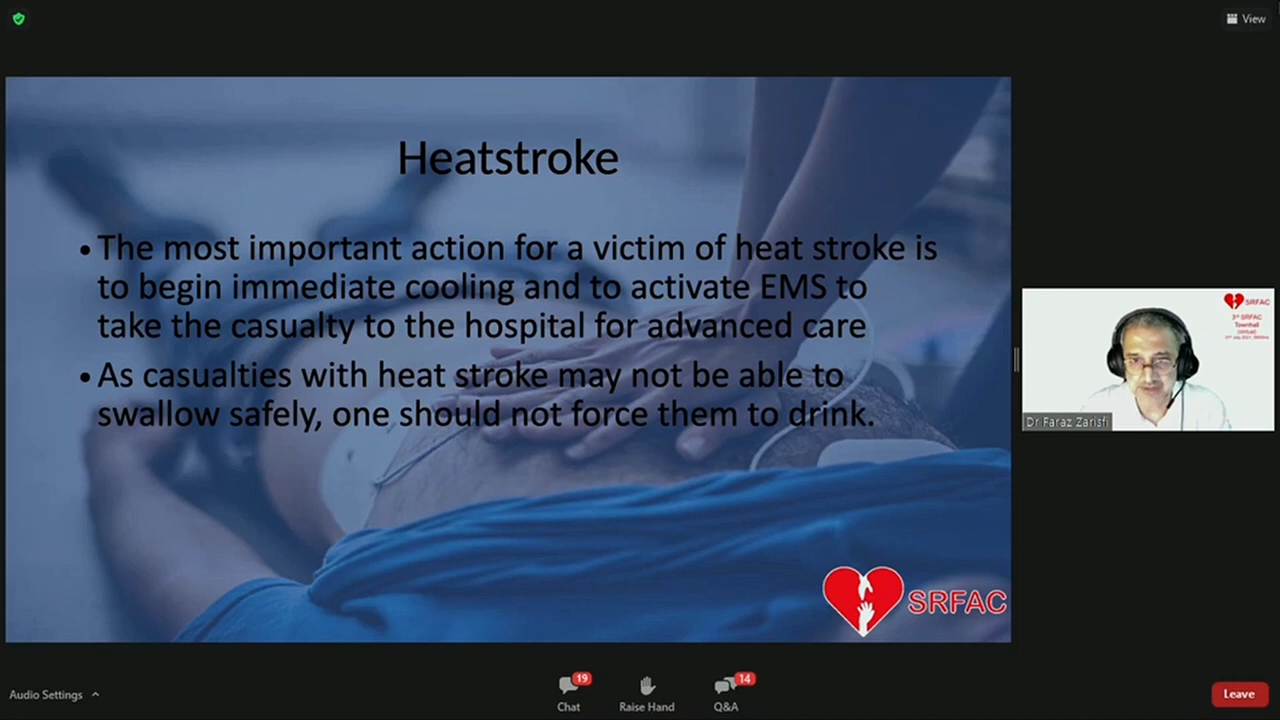 View
Heatstroke
• The most important action for a victim of heat stroke is
to begin immediate cooling and to activate EMS to
take the casualty to the hospital for advanced care
• As casualties with heat stroke may not be able to
swallow safely, one should not force them to drink.
SRFAC
SRFAC
3rd SRFAC
Townhall
Dr Faraz Zarisfi
Audio Settings
19
Chat
Raise Hand
14
Q&A
Leave